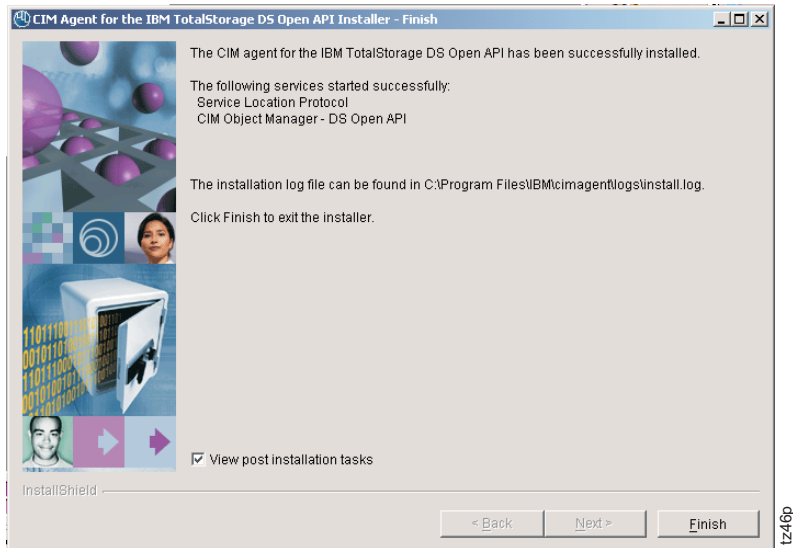 CIM Agent for the IBM TotalStorage DS Open API Installer - Finish
The CIM agent for the IBM TotalStorage DS Open API has been successfully installed.
The following services started successfully:
Service Location Protocol
CIM Object Manager - DS Open API
The installation log file can be found in C:\Program Files\IBM\cimagent\logs\install.log.
Click Finish to exit the installer.
View post installation tasks
InstallShield
< Back
Next >
Finish
tz46p